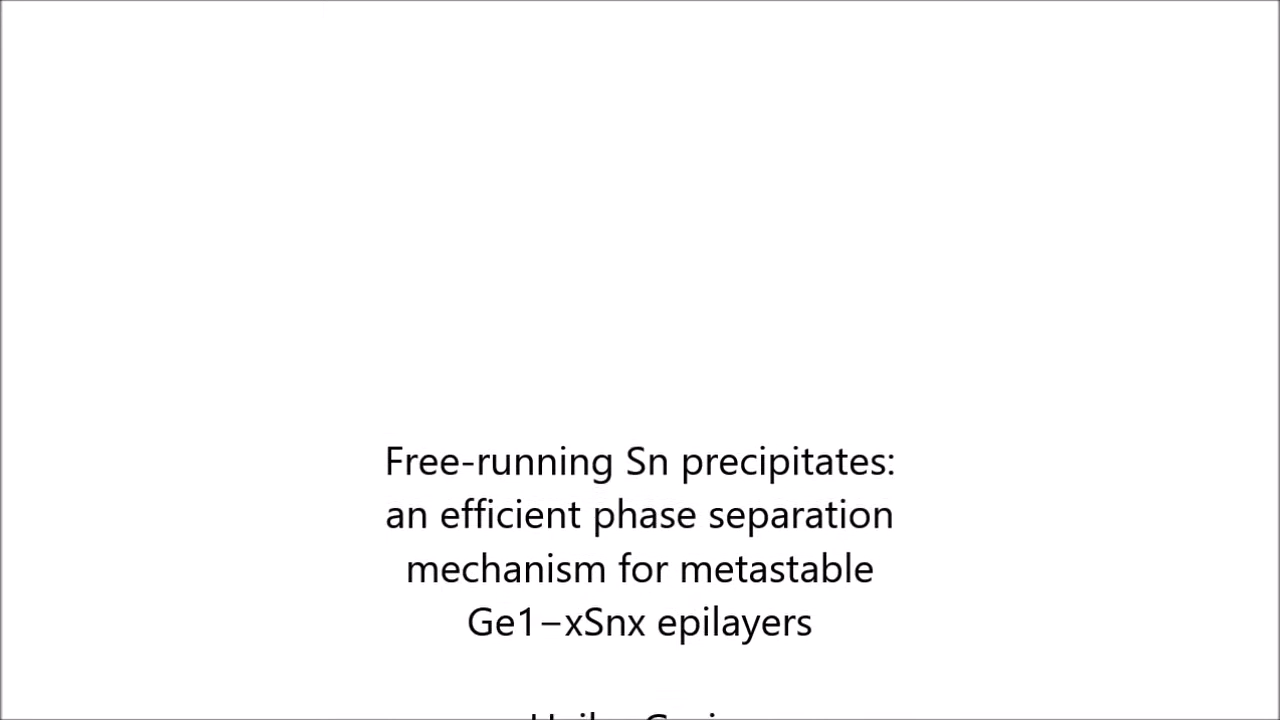 Free-running Sn precipitates:
an efficient phase separation
mechanism for metastable
Ge1−xSnx epilayers